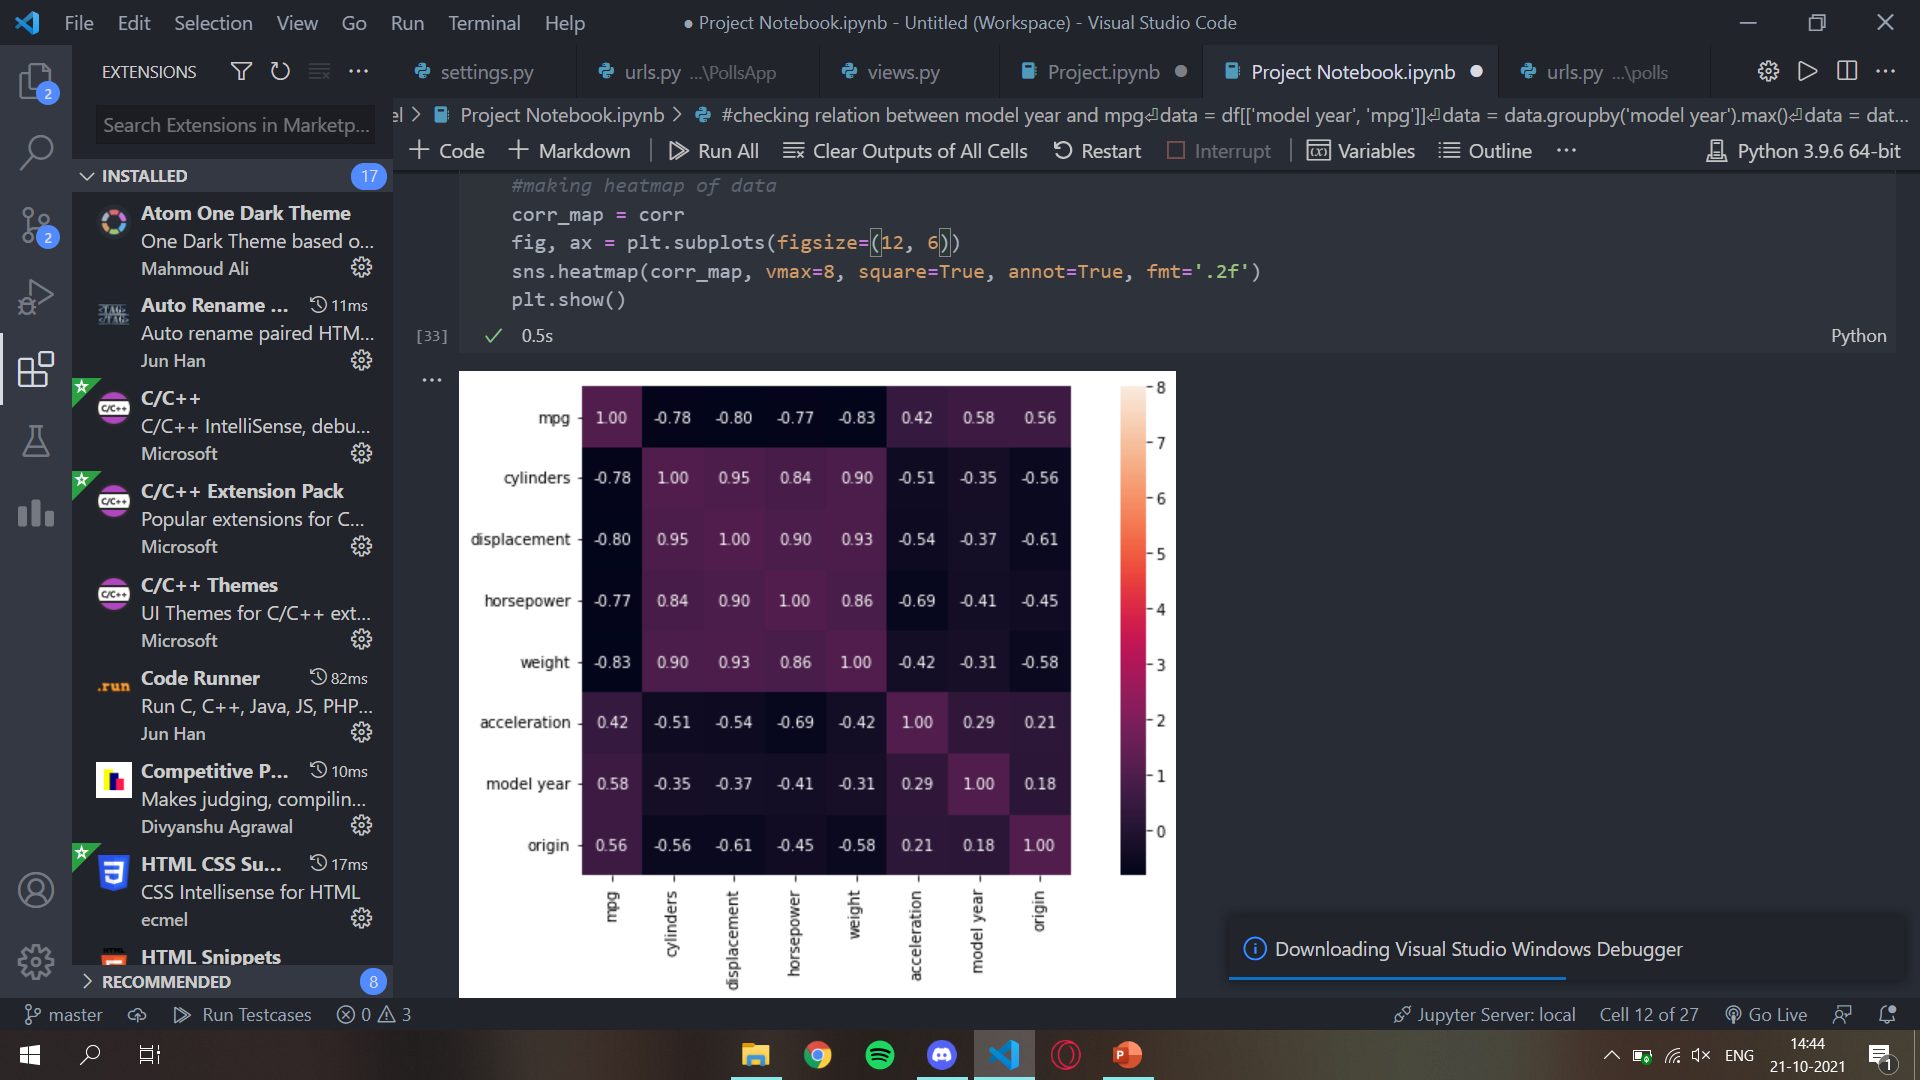 File Edit Selection View Go Run Terminal Help
● Project Notebook.ipynb - Untitled (Workspace) - Visual Studio Code
EXTENSIONS
settings.py
urls.py ...\PollsApp
views.py
Project.ipynb
Project Notebook.ipynb
urls.py ...\polls
Search Extensions in Marketp...
el > Project Notebook.ipynb > #checking relation between model year and mpg⏎data = df[['model year', 'mpg']]⏎data = data.groupby('model year').max()⏎data = dat...
+ Code + Markdown Run All Clear Outputs of All Cells Restart Interrupt Variables Outline ... Python 3.9.6 64-bit
2
2
INSTALLED 17
Atom One Dark Theme
One Dark Theme based o...
Mahmoud Ali
Auto Rename ... 11ms
Auto rename paired HTM...
Jun Han
C/C++
C/C++
C/C++ IntelliSense, debu...
Microsoft
C/C++
C/C++ Extension Pack
Popular extensions for C...
Microsoft
C/C++
C/C++ Themes
UI Themes for C/C++ ext...
Microsoft
.run
Code Runner 82ms
Run C, C++, Java, JS, PHP...
Jun Han
Competitive P... 10ms
Makes judging, compilin...
Divyanshu Agrawal
HTML CSS Su... 17ms
CSS Intellisense for HTML
ecmel
HTML Snippets
RECOMMENDED 8
#making heatmap of data
corr_map = corr
fig, ax = plt.subplots(figsize=(12, 6))
sns.heatmap(corr_map, vmax=8, square=True, annot=True, fmt='.2f')
plt.show()
[33] 0.5s Python
mpg 1.00 -0.78 -0.80 -0.77 -0.83 0.42 0.58 0.56
cylinders -0.78 1.00 0.95 0.84 0.90 -0.51 -0.35 -0.56
displacement -0.80 0.95 1.00 0.90 0.93 -0.54 -0.37 -0.61
horsepower -0.77 0.84 0.90 1.00 0.86 -0.69 -0.41 -0.45
weight -0.83 0.90 0.93 0.86 1.00 -0.42 -0.31 -0.58
acceleration 0.42 -0.51 -0.54 -0.69 -0.42 1.00 0.29 0.21
model year 0.58 -0.35 -0.37 -0.41 -0.31 0.29 1.00 0.18
origin 0.56 -0.56 -0.61 -0.45 -0.58 0.21 0.18 1.00
mpg cylinders displacement horsepower weight acceleration model year origin
8
7
6
5
4
3
2
1
0
Downloading Visual Studio Windows Debugger
master Run Testcases 0 3
Jupyter Server: local Cell 12 of 27 Go Live
ENG
14:44
21-10-2021
1